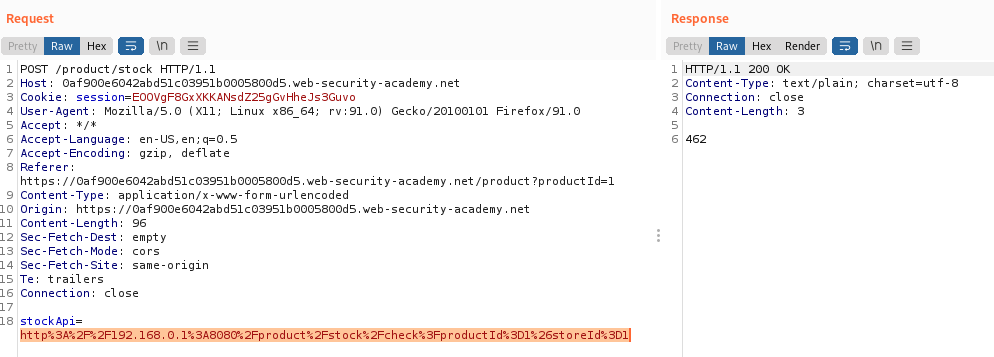 Request
Pretty Raw Hex \n
1 POST /product/stock HTTP/1.1
2 Host: 0af900e6042abd51c03951b0005800d5.web-security-academy.net
3 Cookie: session=EOOVgF8GxXKKANsdZ25gGvHheJs3Guvo
4 User-Agent: Mozilla/5.0 (X11; Linux x86_64; rv:91.0) Gecko/20100101 Firefox/91.0
5 Accept: */*
6 Accept-Language: en-US,en;q=0.5
7 Accept-Encoding: gzip, deflate
8 Referer:
https://0af900e6042abd51c03951b0005800d5.web-security-academy.net/product?productId=1
9 Content-Type: application/x-www-form-urlencoded
10 Origin: https://0af900e6042abd51c03951b0005800d5.web-security-academy.net
11 Content-Length: 96
12 Sec-Fetch-Dest: empty
13 Sec-Fetch-Mode: cors
14 Sec-Fetch-Site: same-origin
15 Te: trailers
16 Connection: close
17
18 stockApi=
http%3A%2F%2F192.168.0.1%3A8080%2Fproduct%2Fstock%2Fcheck%3FproductId%3D1%26storeId%3D1
Response
Pretty Raw Hex Render \n
1 HTTP/1.1 200 OK
2 Content-Type: text/plain; charset=utf-8
3 Connection: close
4 Content-Length: 3
5
6 462